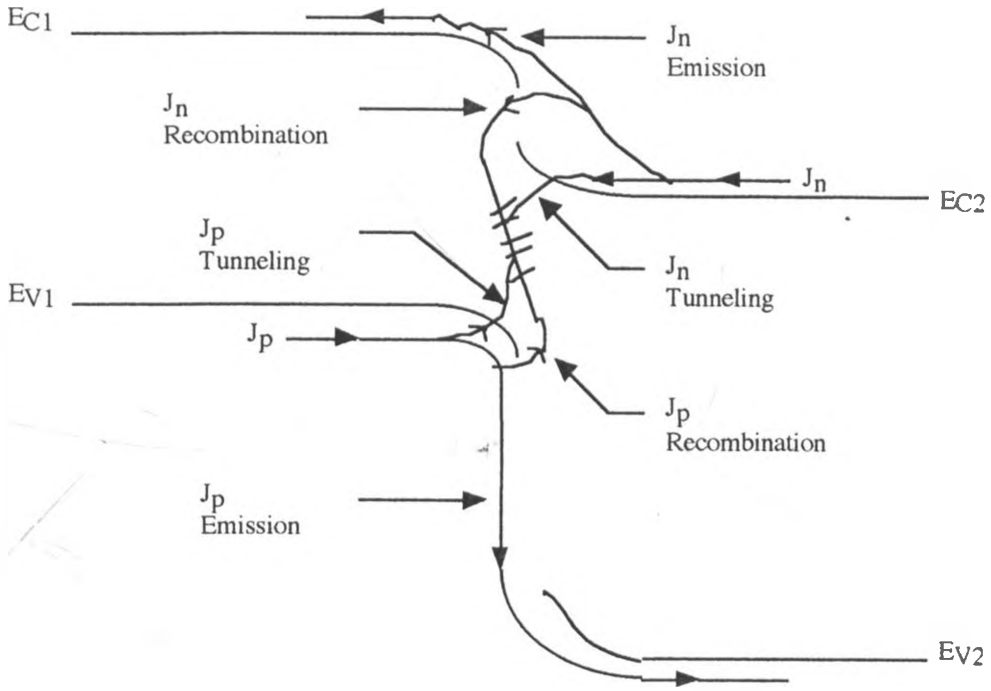 EC1
Jn
Emission
Jn
Recombination
Jn
EC2
Jp
Tunneling
Jn
Tunneling
EV1
Jp
Jp
Recombination
Jp
Emission
EV2